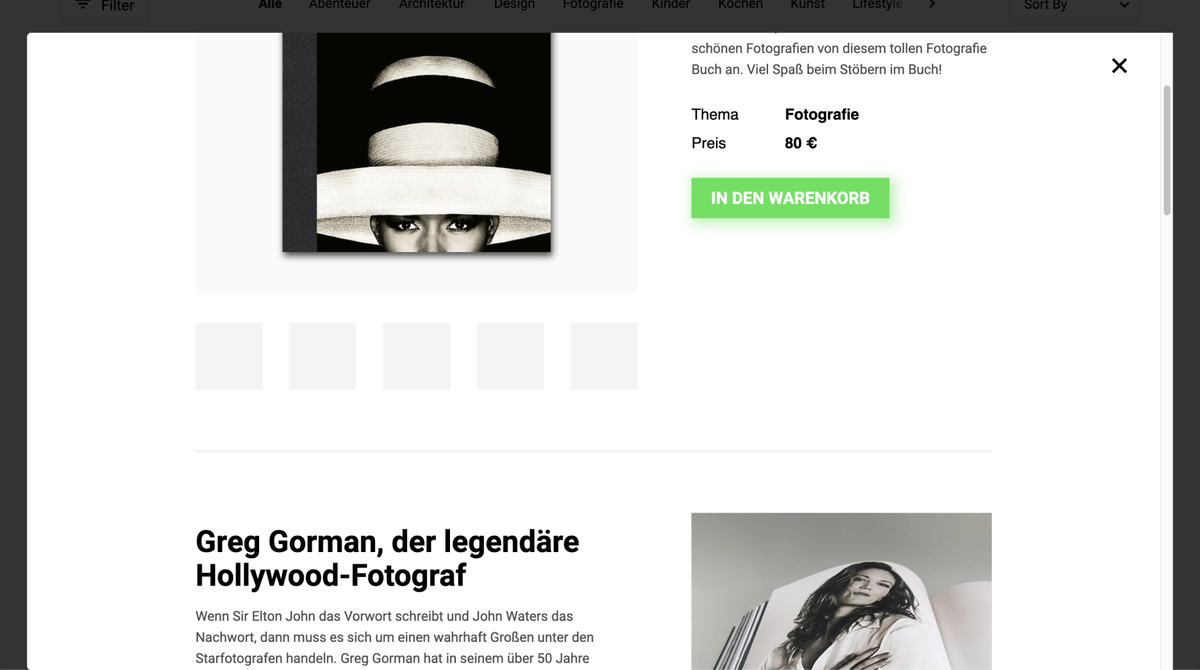 Filter
Alle Abenteuer Architektur Design Fotografie Kinder Kochen Kunst Lifestyle
Sort By
schönen Fotografien von diesem tollen Fotografie
Buch an. Viel Spaß beim Stöbern im Buch!
Thema Fotografie
Preis 80 €
IN DEN WARENKORB
Greg Gorman, der legendäre
Hollywood-Fotograf
Wenn Sir Elton John das Vorwort schreibt und John Waters das
Nachwort, dann muss es sich um einen wahrhaft Großen unter den
Starfotografen handeln. Greg Gorman hat in seinem über 50 Jahre